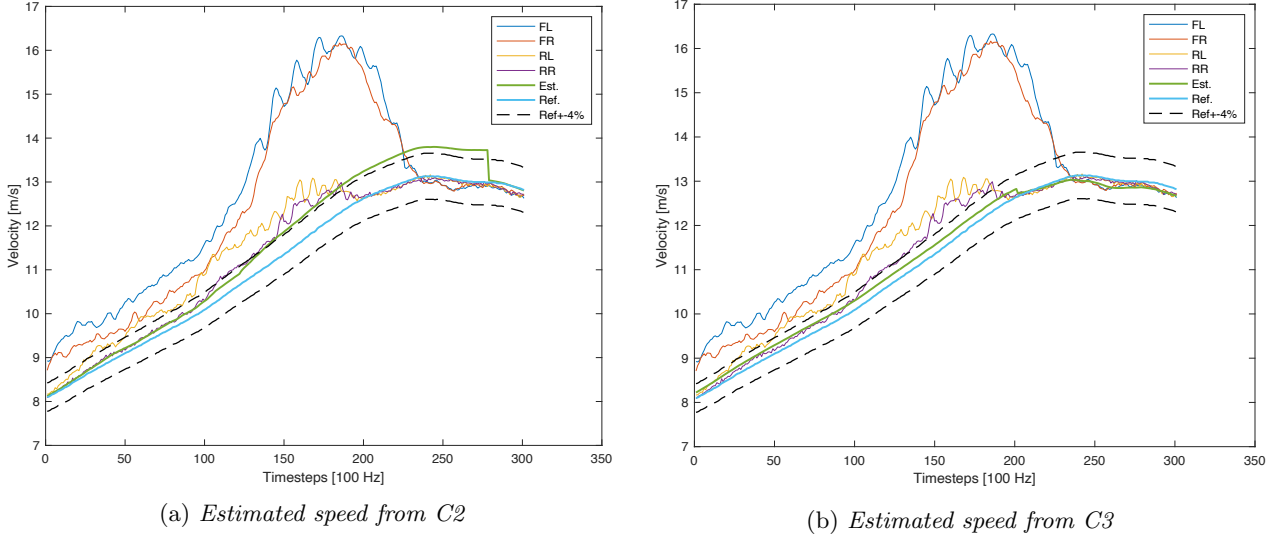 17
16
15
14
13
12
11
10
9
8
7
Velocity [m/s]
0 50 100 150 200 250 300 350
Timesteps [100 Hz]
FL
FR
RL
RR
Est.
Ref.
Ref+-4%
(a) Estimated speed from C2
17
16
15
14
13
12
11
10
9
8
7
Velocity [m/s]
0 50 100 150 200 250 300 350
Timesteps [100 Hz]
FL
FR
RL
RR
Est.
Ref.
Ref+-4%
(b) Estimated speed from C3